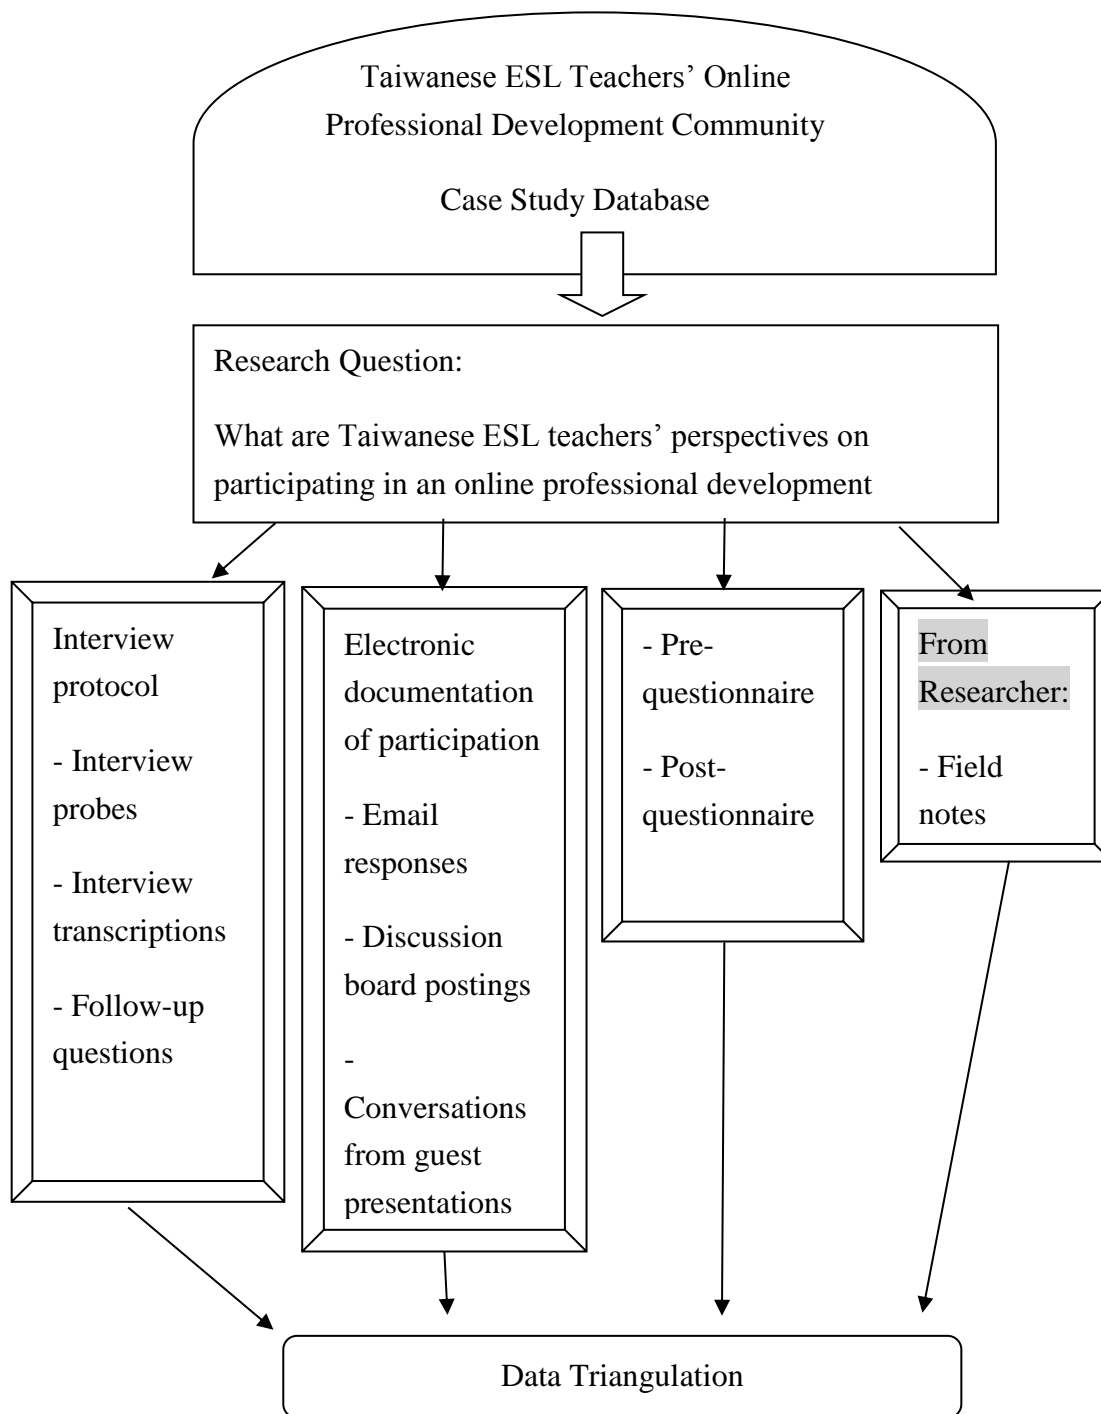 Taiwanese ESL Teachers’ Online
Professional Development Community
Case Study Database
Research Question:
What are Taiwanese ESL teachers’ perspectives on
participating in an online professional development
Interview
protocol
- Interview
probes
- Interview
transcriptions
- Follow-up
questions
Electronic
documentation
of participation
- Email
responses
- Discussion
board postings
-
Conversations
from guest
presentations
- Pre-
questionnaire
- Post-
questionnaire
From
Researcher:
- Field
notes
Data Triangulation